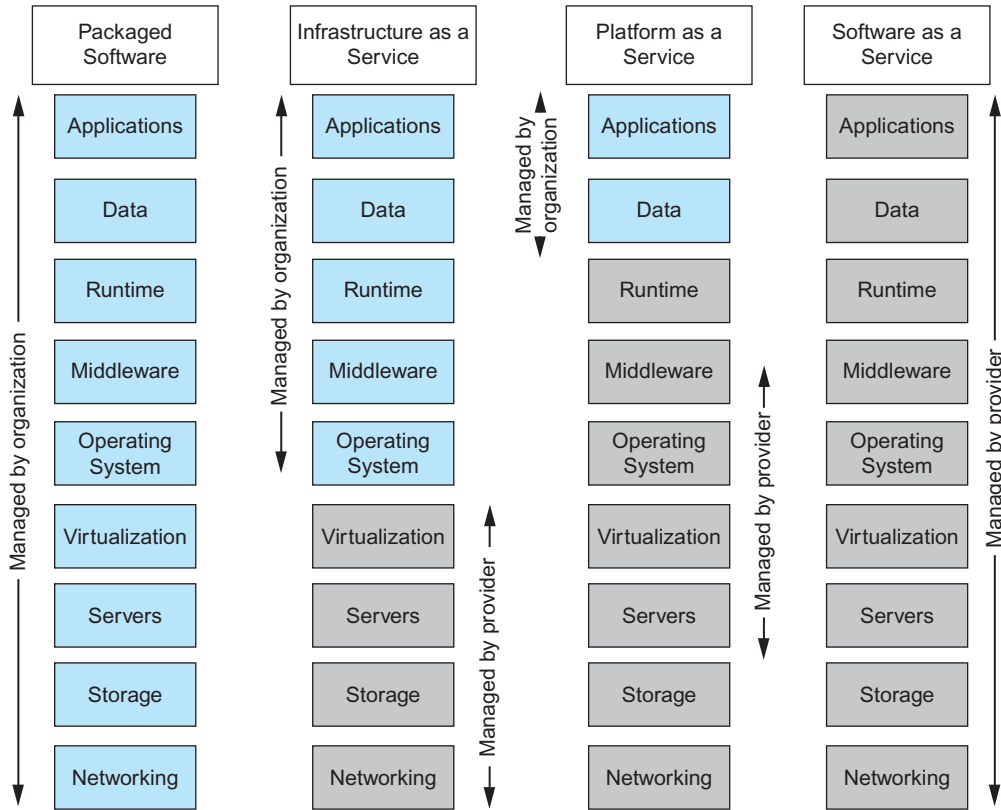 Packaged
Software
Infrastructure as a
Service
Platform as a
Service
Software as a
Service
Managed by organization
Applications
Data
Runtime
Middleware
Operating
System
Virtualization
Servers
Storage
Networking
Managed by organization
Applications
Data
Runtime
Middleware
Operating
System
Virtualization
Servers
Storage
Networking
Managed by provider
Managed by
organization
Applications
Data
Runtime
Middleware
Operating
System
Virtualization
Servers
Storage
Networking
Managed by provider
Applications
Data
Runtime
Middleware
Operating
System
Virtualization
Servers
Storage
Networking
Managed by provider